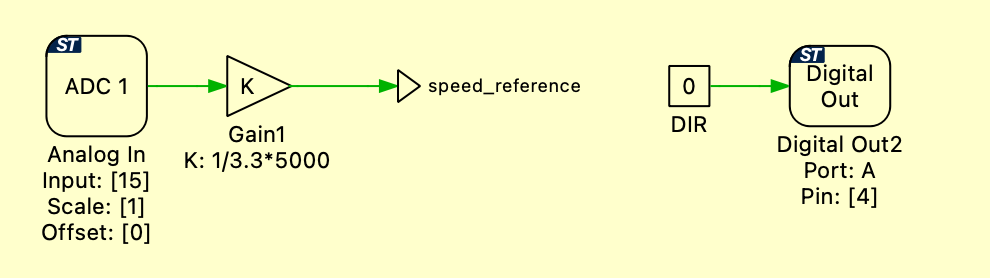 ST
ADC 1
Analog In
Input: [15]
Scale: [1]
Offset: [0]
K
Gain1
K: 1/3.3*5000
speed_reference
0
DIR
ST
Digital
Out
Digital Out2
Port: A
Pin: [4]